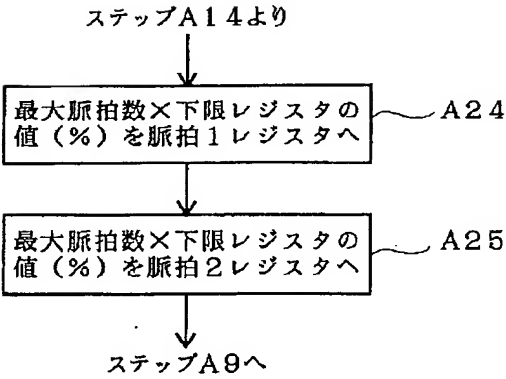 ステップA14より
最大脈拍数×下限レジスタの
値(%)を脈拍1レジスタへ
A24
最大脈拍数×下限レジスタの
値(%)を脈拍2レジスタへ
A25
ステップA9へ